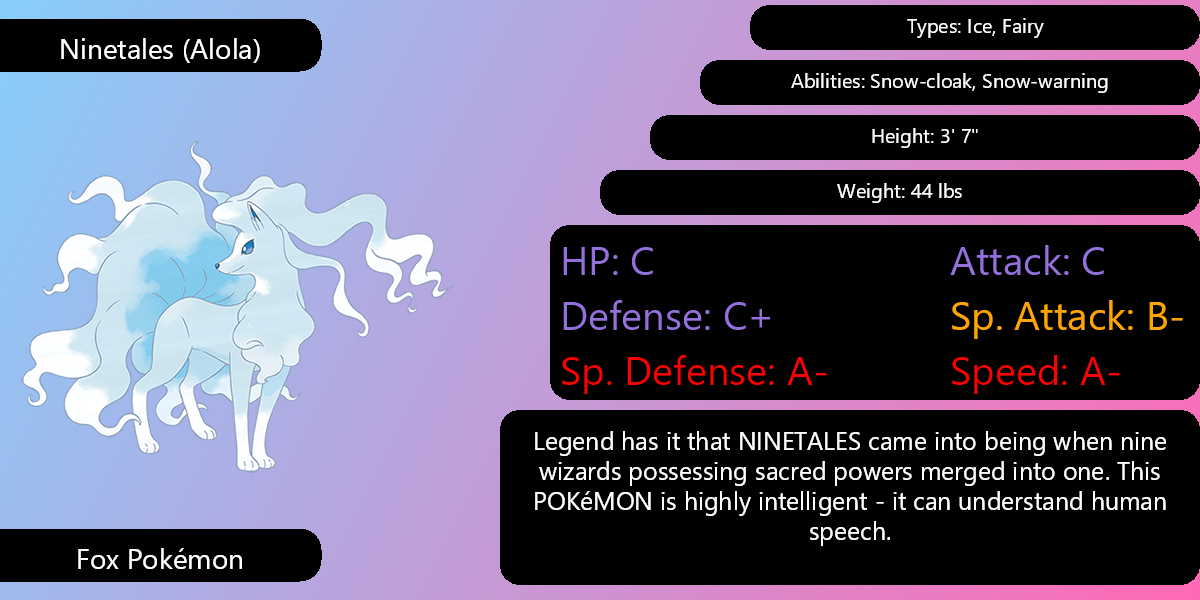 Ninetales (Alola)
Types: Ice, Fairy
Abilities: Snow-cloak, Snow-warning
Height: 3' 7"
Weight: 44 lbs
HP: C
Attack: C
Defense: C+
Sp. Attack: B-
Sp. Defense: A-
Speed: A-
Legend has it that NINETALES came into being when nine
wizards possessing sacred powers merged into one. This
POKéMON is highly intelligent - it can understand human
speech.
Fox Pokémon